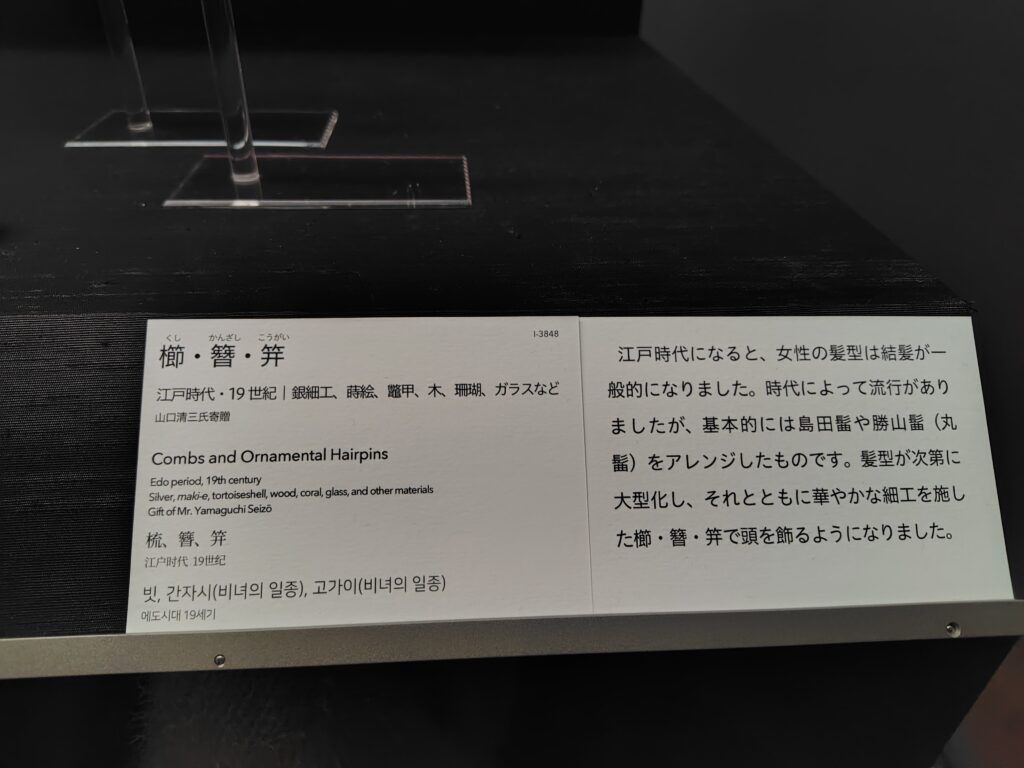 くし かんざし こうがい
櫛・簪・笄
I-3848
江戸時代・19世紀｜銀細工、蒔絵、鼈甲、木、珊瑚、ガラスなど
山口清三氏寄贈
Combs and Ornamental Hairpins
Edo period, 19th century
Silver, maki-e, tortoiseshell, wood, coral, glass, and other materials
Gift of Mr. Yamaguchi Seizō
梳、簪、笄
江户时代 19世纪
빗, 간자시(비녀의 일종), 고가이(비녀의 일종)
에도시대 19세기
江戸時代になると、女性の髪型は結髪が一
般的になりました。時代によって流行があり
ましたが、基本的には島田髷や勝山髷（丸
髷）をアレンジしたものです。髪型が次第に
大型化し、それとともに華やかな細工を施し
た櫛・簪・笄で頭を飾るようになりました。